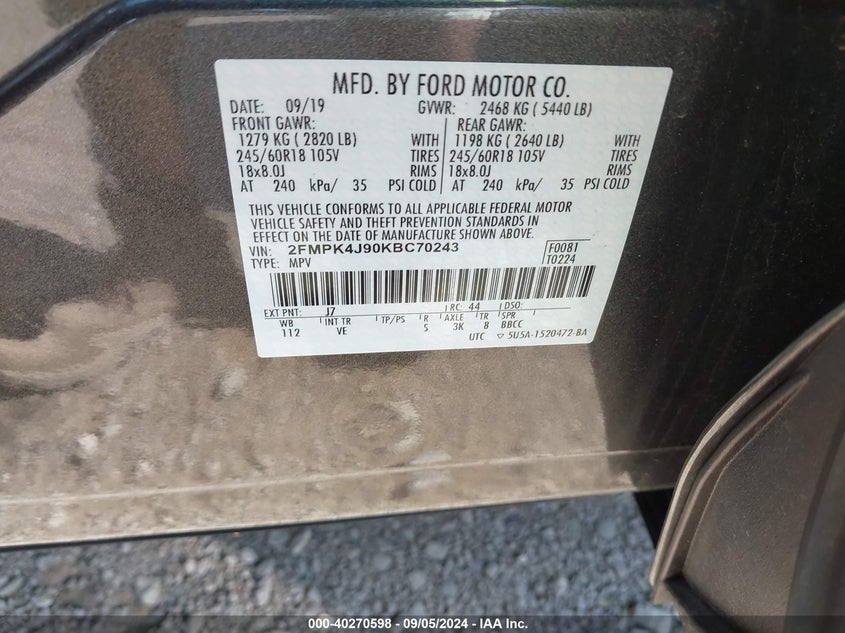 MFD. BY FORD MOTOR CO.
DATE: 09/19 GVWR: 2468 KG ( 5440 LB)
FRONT GAWR: REAR GAWR:
1279 KG ( 2820 LB) WITH 1198 KG ( 2640 LB) WITH
245/60R18 105V TIRES 245/60R18 105V TIRES
18x8.0J RIMS 18x8.0J RIMS
AT 240 kPa/ 35 PSI COLD AT 240 kPa/ 35 PSI COLD
THIS VEHICLE CONFORMS TO ALL APPLICABLE FEDERAL MOTOR
VEHICLE SAFETY AND THEFT PREVENTION STANDARDS IN
EFFECT ON THE DATE OF MANUFACTURE SHOWN ABOVE.
VIN: 2FMPK4J90KBC70243 F0081
TYPE: MPV T0224
EXT PNT: J7 RC: 44 DSO:
WB INT TR TP/PS R AXLE TR SPR
112 VE S 3K 8 BBCC
UTC ▽ 5U5A-1520472-BA
000-40270598 - 09/05/2024 - IAA Inc.